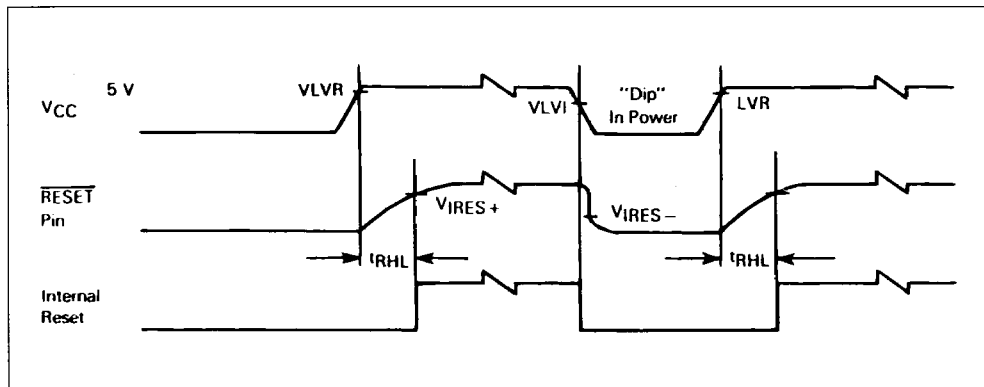 5 V
VCC
VLVR
VLVI
"Dip"
In Power
LVR
RESET
Pin
VIRES+
VIRES−
tRHL
tRHL
Internal
Reset